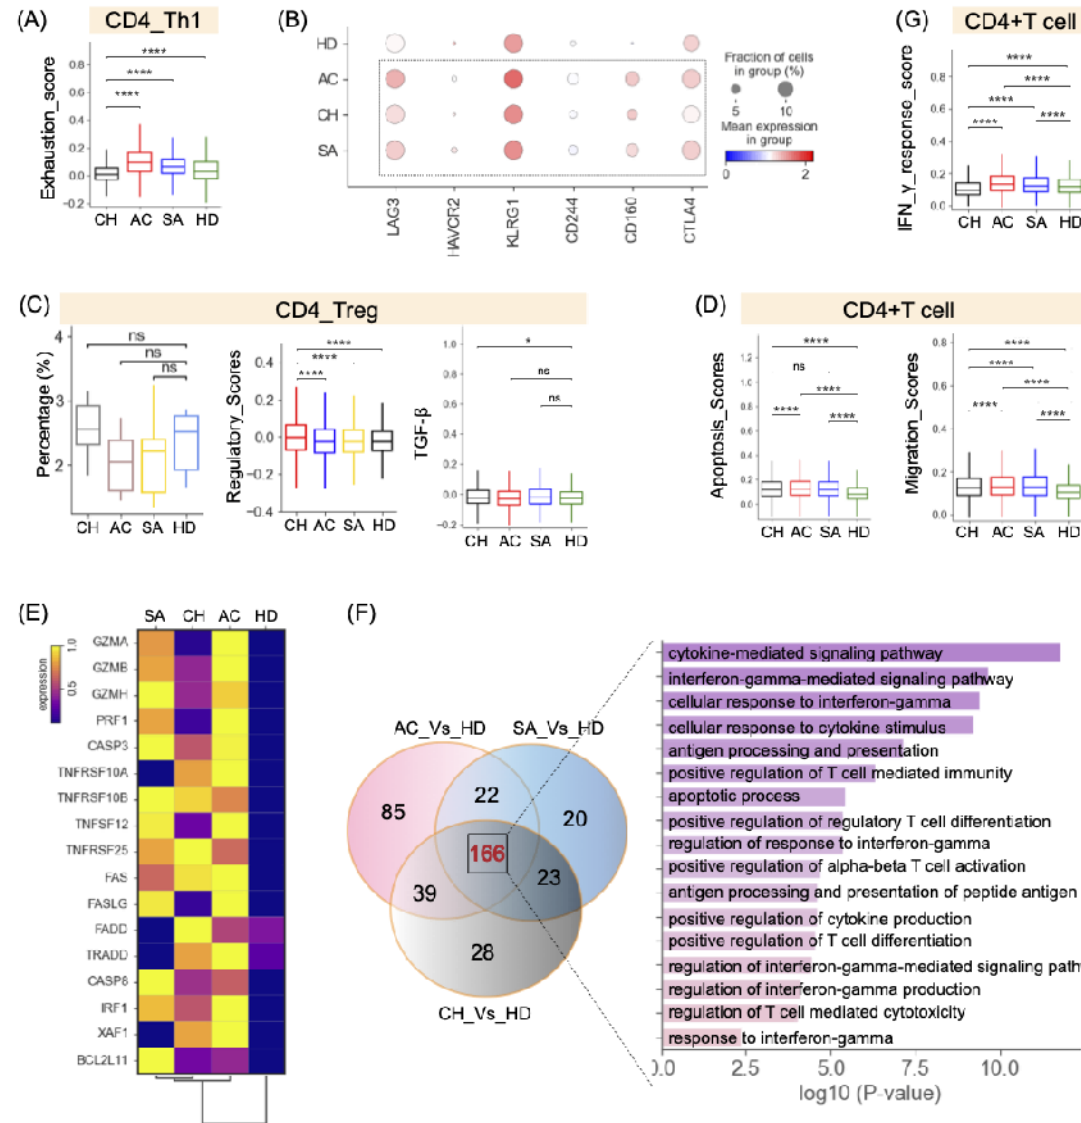 (A)
CD4_Th1
Exhaustion_score
0.8
0.6
0.4
0.2
0.0
−0.2
****
****
****
CH AC SA HD
(B)
HD
AC
CH
SA
LAG3
HAVCR2
KLRG1
CD244
CD160
CTLA4
Fraction of cells
in group (%)
5 10
Mean expression
in group
0 2
(G)
CD4+T cell
IFN_γ_response_score
0.8
0.6
0.4
0.2
0.0
****
****
****
**** ****
CH AC SA HD
(C)
CD4_Treg
Percentage (%)
4
3
2
ns
ns
ns
CH AC SA HD
Regulatory_Scores
0.4
0.2
0.0
−0.2
−0.4
****
****
****
CH AC SA HD
TGF-β
0.8
0.6
0.4
0.2
0.0
−0.2
*
ns
ns
CH AC SA HD
(D)
CD4+T cell
Apoptosis_Scores
1.2
1.0
0.8
0.6
0.4
0.2
0.0
****
ns
****
**** ****
CH AC SA HD
Migration_Scores
0.8
0.6
0.4
0.2
0.0
****
****
****
**** ****
CH AC SA HD
(E)
SA CH AC HD
expression
1.0
0.5
GZMA
GZMB
GZMH
PRF1
CASP3
TNFRSF10A
TNFRSF10B
TNFSF12
TNFRSF25
FAS
FASLG
FADD
TRADD
CASP8
IRF1
XAF1
BCL2L11
(F)
AC_Vs_HD SA_Vs_HD
85 22 20
166
39 23
28
CH_Vs_HD
cytokine-mediated signaling pathway
interferon-gamma-mediated signaling pathway
cellular response to interferon-gamma
cellular response to cytokine stimulus
antigen processing and presentation
positive regulation of T cell mediated immunity
apoptotic process
positive regulation of regulatory T cell differentiation
regulation of response to interferon-gamma
positive regulation of alpha-beta T cell activation
antigen processing and presentation of peptide antigen
positive regulation of cytokine production
positive regulation of T cell differentiation
regulation of interferon-gamma-mediated signaling path
regulation of interferon-gamma production
regulation of T cell mediated cytotoxicity
response to interferon-gamma
0.0 2.5 5.0 7.5 10.0
log10 (P-value)